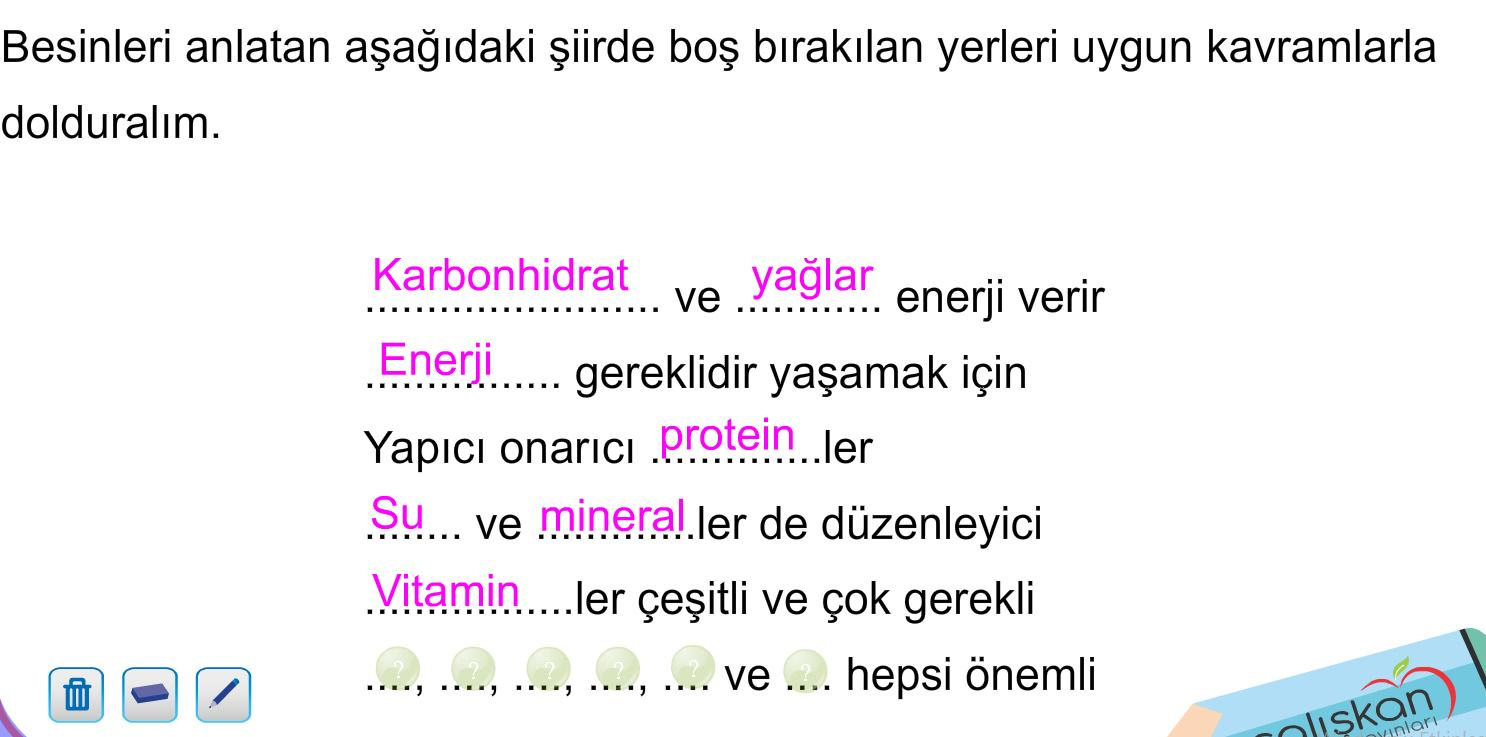 Besinleri anlatan aşağıdaki şiirde boş bırakılan yerleri uygun kavramlarla
dolduralım.
Karbonhidrat ve yağlar enerji verir
Enerji gereklidir yaşamak için
Yapıcı onarıcı protein...ler
Su... ve mineral.ler de düzenleyici
Vitamin....ler çeşitli ve çok gerekli
..?.., ..?.., ..?.., ..?.., ..?.. ve ..?.. hepsi önemli
çalışkan
yayınları